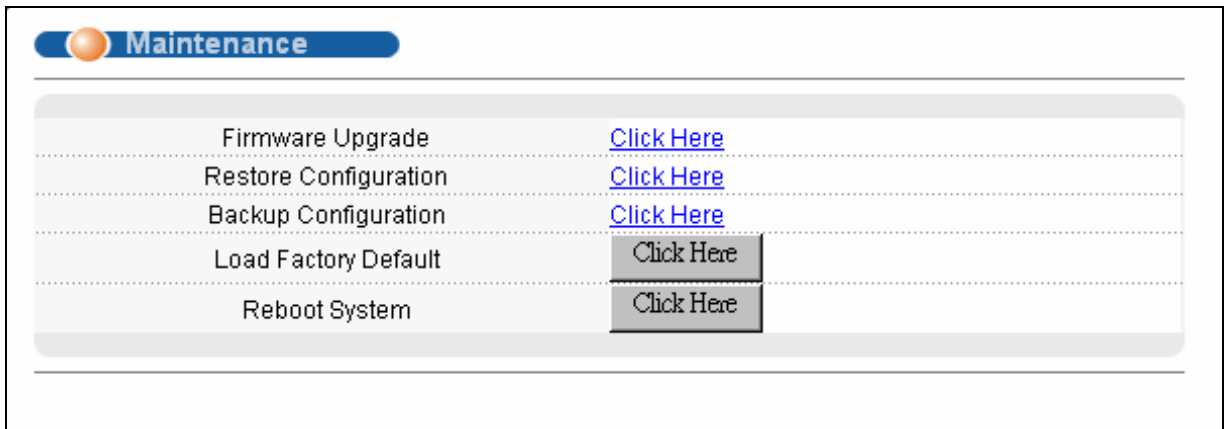 Maintenance
Firmware Upgrade Click Here
Restore Configuration Click Here
Backup Configuration Click Here
Load Factory Default Click Here
Reboot System Click Here